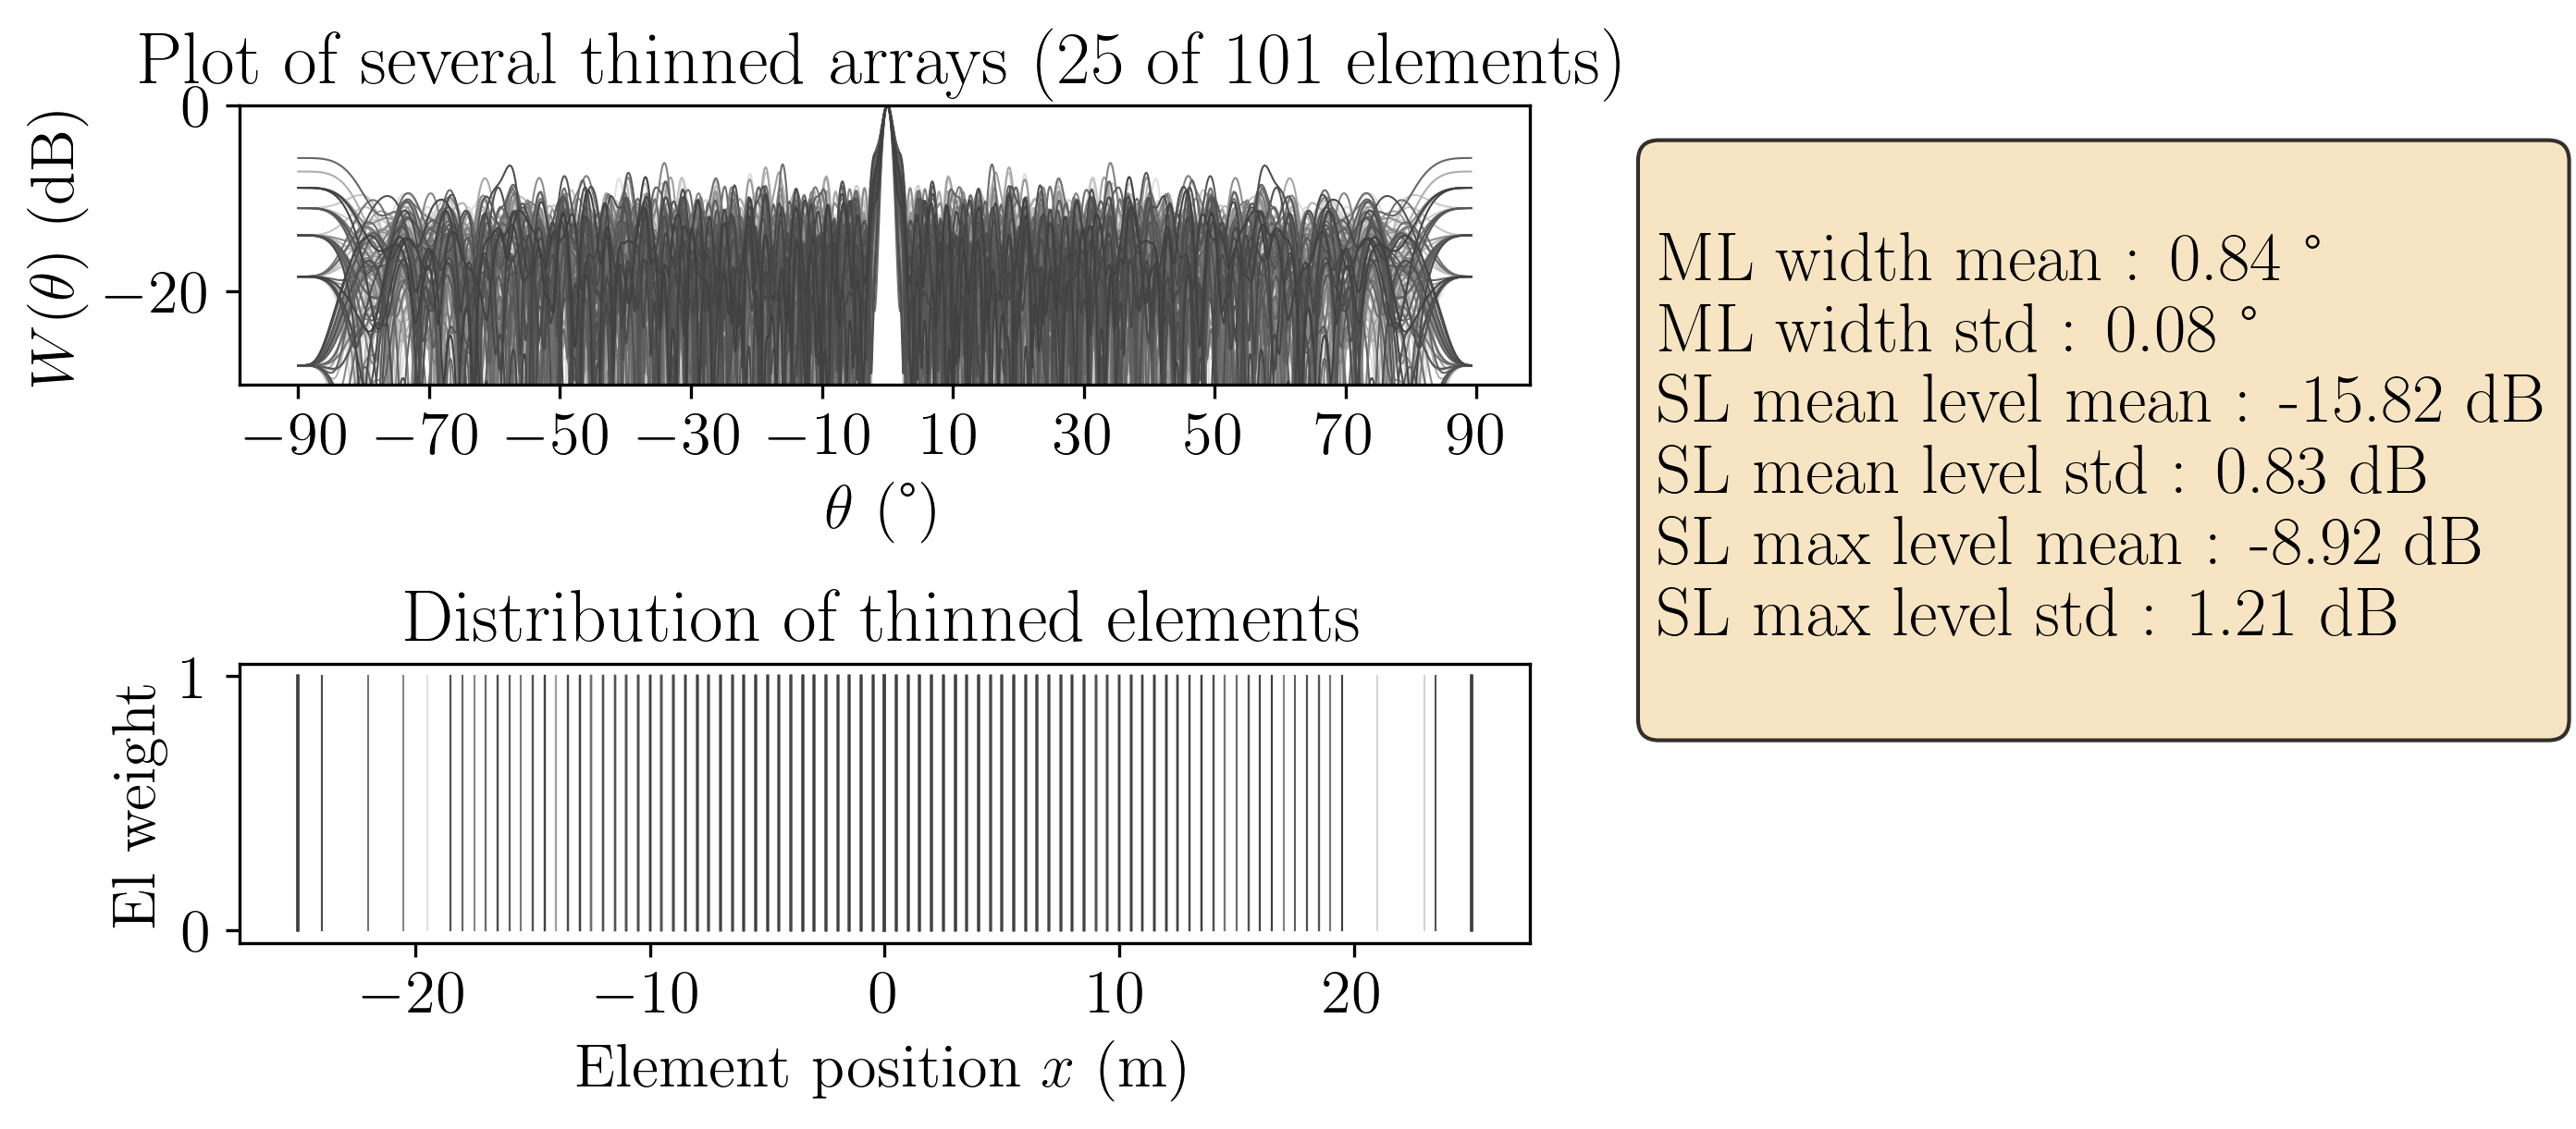 Plot of several thinned arrays (25 of 101 elements)
W(θ) (dB)
0
−20
−90 −70 −50 −30 −10 10 30 50 70 90
θ (°)
ML width mean : 0.84 °
ML width std : 0.08 °
SL mean level mean : -15.82 dB
SL mean level std : 0.83 dB
SL max level mean : -8.92 dB
SL max level std : 1.21 dB
Distribution of thinned elements
El weight
1
0
−20 −10 0 10 20
Element position x (m)